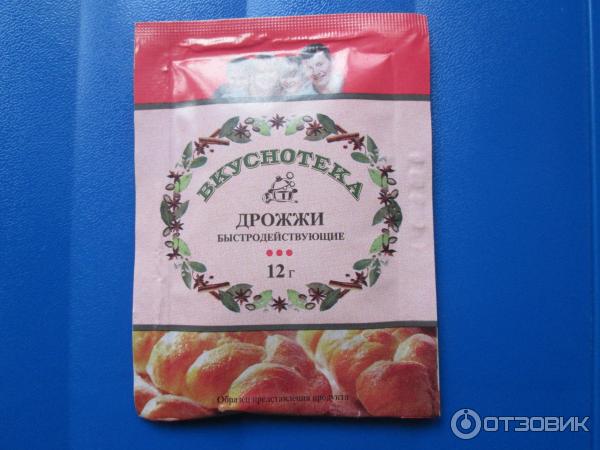 ВКУСНОТЕКА
ДРОЖЖИ
БЫСТРОДЕЙСТВУЮЩИЕ
12 г
Образец представления продукта
ОТЗОВИК